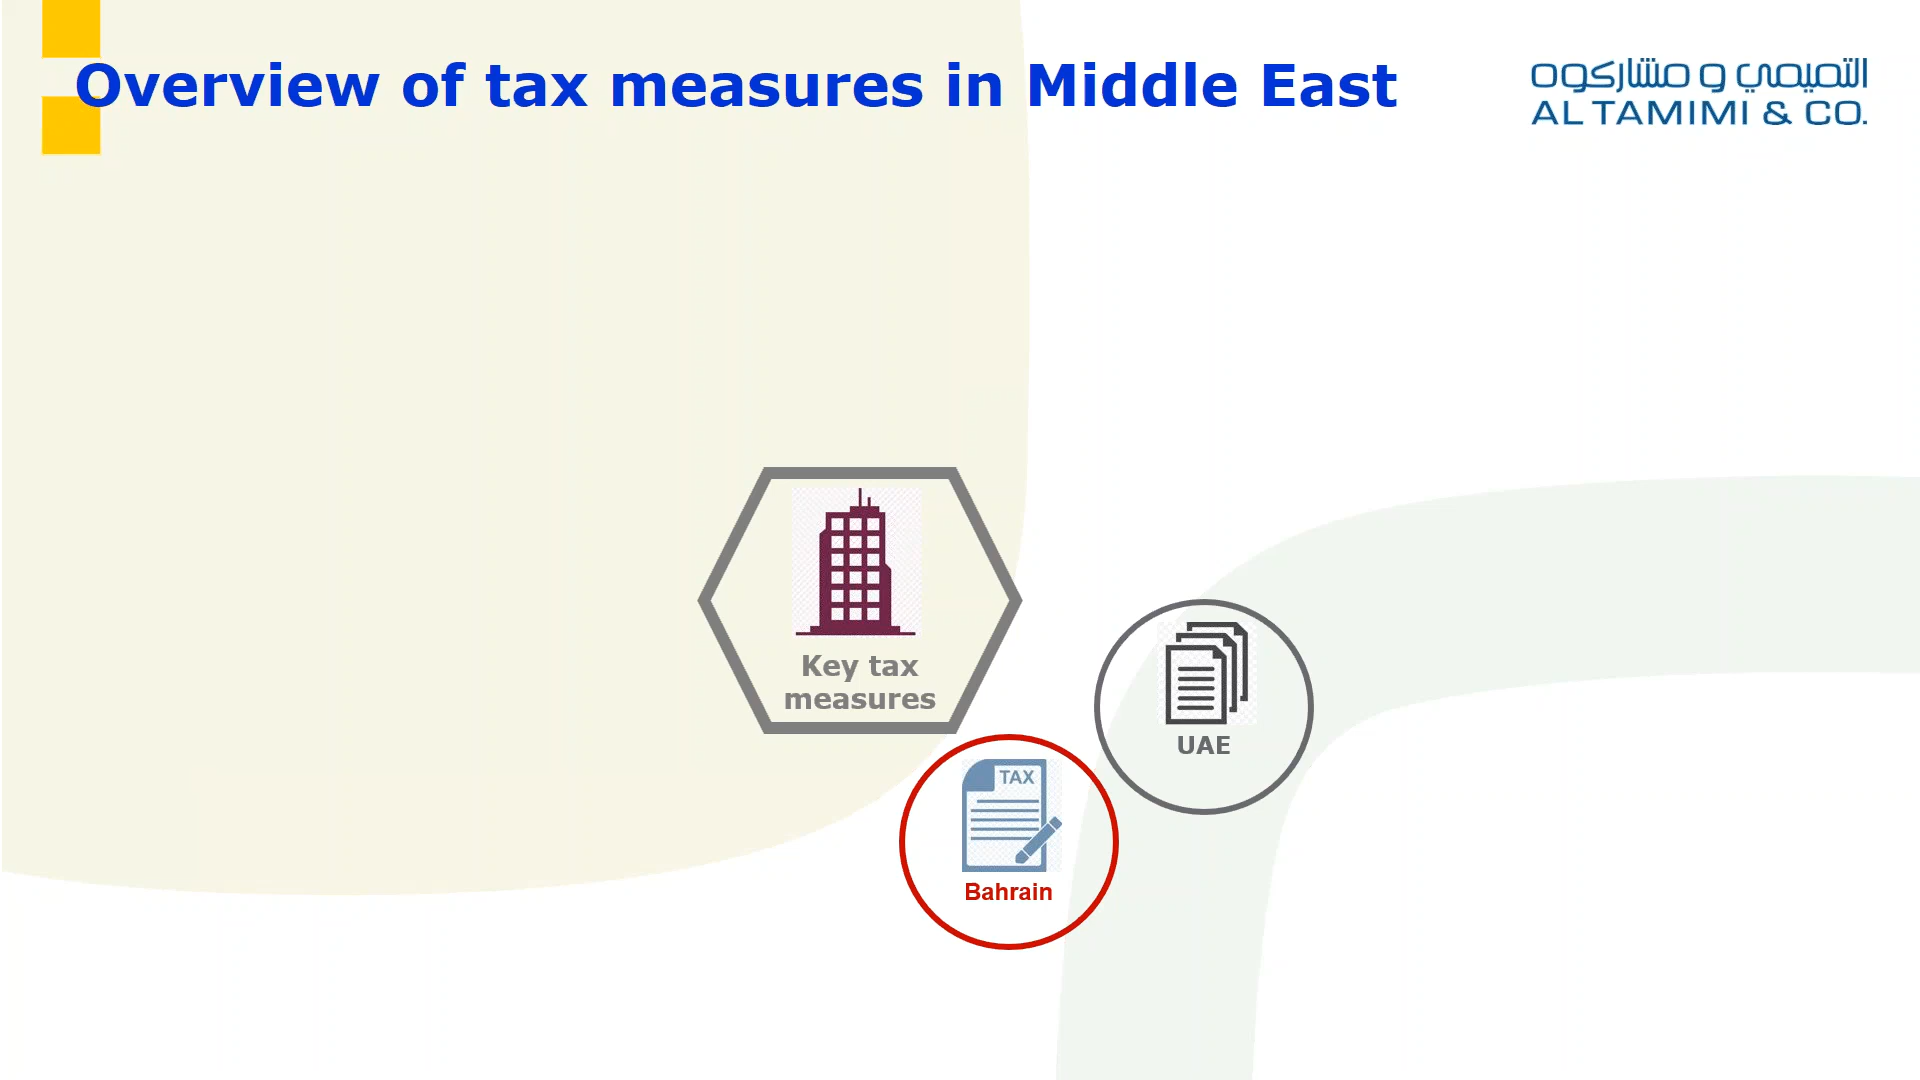 Overview of tax measures in Middle East
التميمي و مشاركوه
AL TAMIMI & CO.
Key tax
measures
UAE
TAX
Bahrain